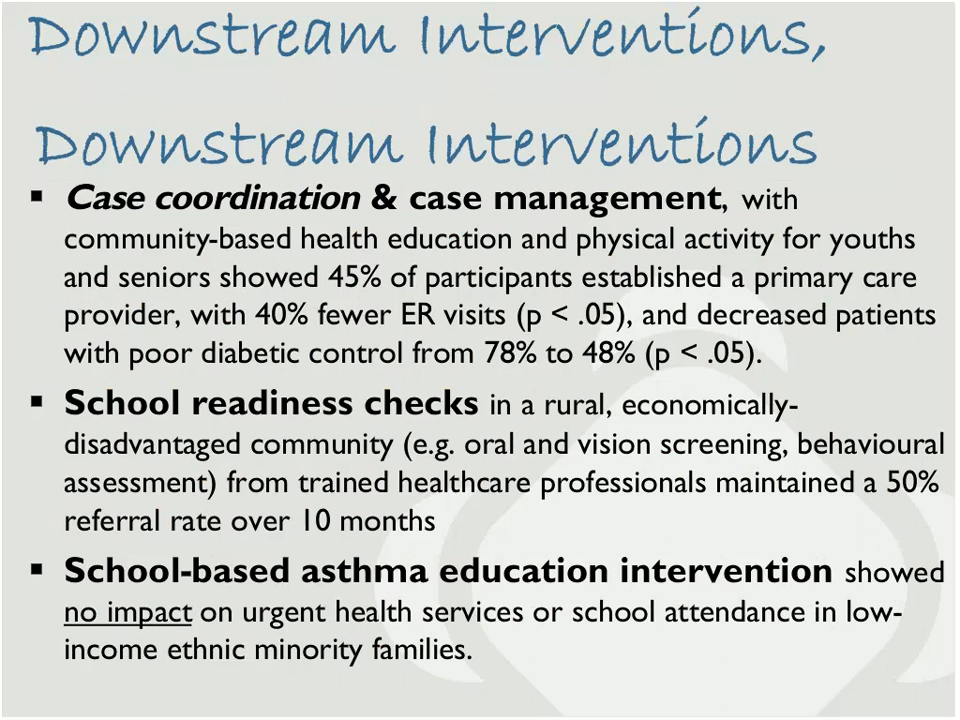 Downstream Interventions,
Downstream Interventions
▪ Case coordination & case management, with
community-based health education and physical activity for youths
and seniors showed 45% of participants established a primary care
provider, with 40% fewer ER visits (p < .05), and decreased patients
with poor diabetic control from 78% to 48% (p < .05).
▪ School readiness checks in a rural, economically-
disadvantaged community (e.g. oral and vision screening, behavioural
assessment) from trained healthcare professionals maintained a 50%
referral rate over 10 months
▪ School-based asthma education intervention showed
no impact on urgent health services or school attendance in low-
income ethnic minority families.